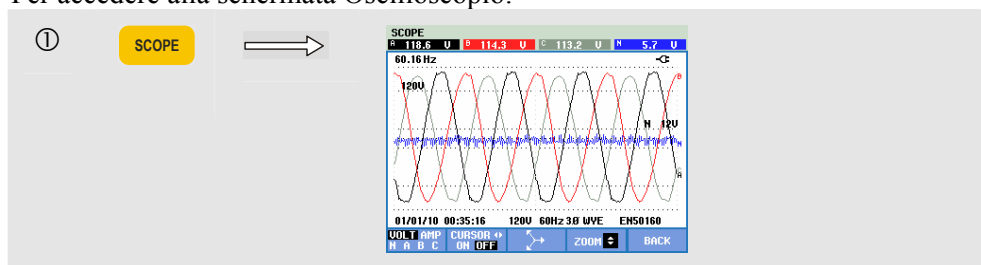 Per accedere alla schermata Oscilloscopio:
① SCOPE
SCOPE
A 118.6 V B 114.3 V C 113.2 V N 5.7 V
60.16 Hz
120V
B
N 12V
N
A
01/01/10 00:35:16 120V 60Hz 3.0 WYE EN50160
VOLT AMP CURSOR ZOOM BACK
N A B C ON OFF